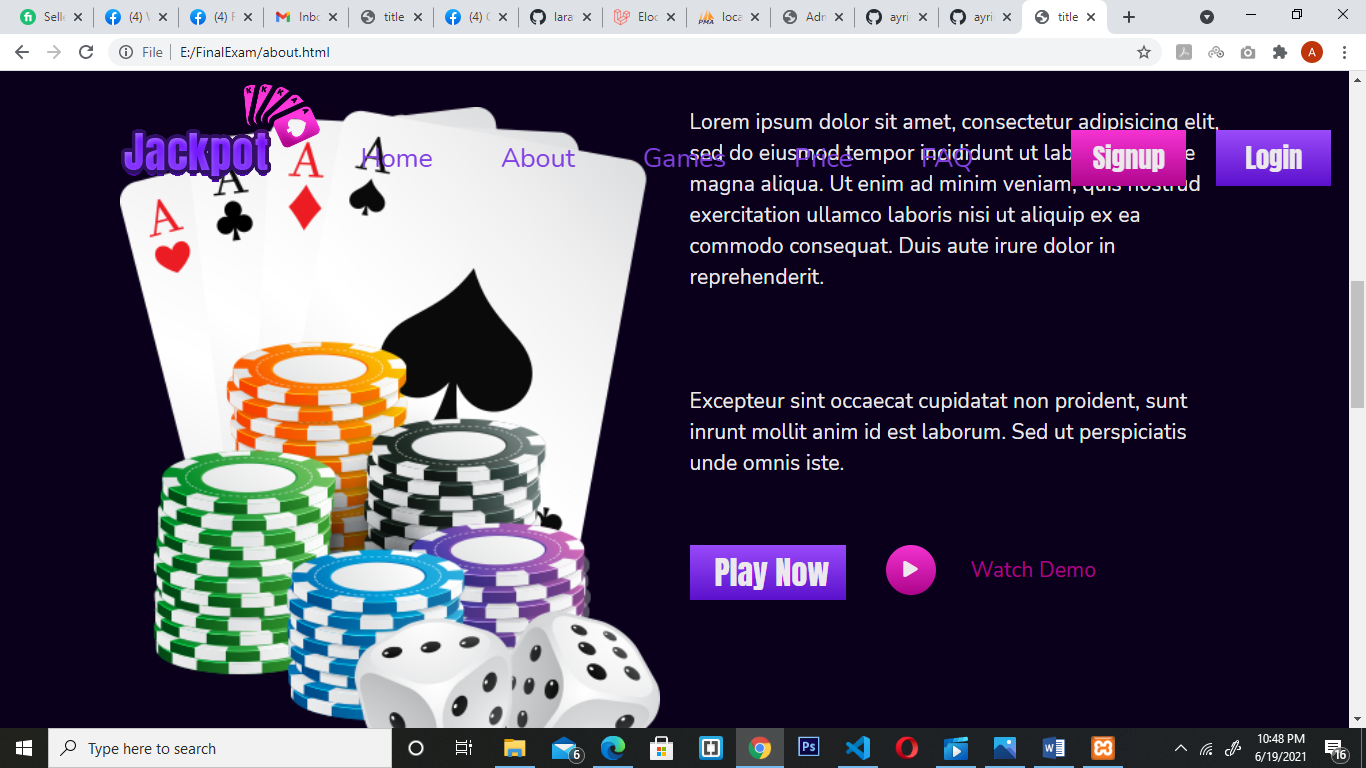 Selle
(4) W
(4) F
Inbo
title
(4) C
lara
Eloc
loca
Adn
ayri
ayri
title
File
E:/FinalExam/about.html
A
Jackpot
Home
About
Games
Price
FAQ
Signup
Login
A
A
A
A
Lorem ipsum dolor sit amet, consectetur adipisicing elit,
sed do eiusmod tempor incididunt ut
magna aliqua. Ut enim ad minim veniam, quis nostrud
exercitation ullamco laboris nisi ut aliquip ex ea
commodo consequat. Duis aute irure dolor in
reprehenderit.
Excepteur sint occaecat cupidatat non proident, sunt
inrunt mollit anim id est laborum. Sed ut perspiciatis
unde omnis iste.
Play Now
Watch Demo
Type here to search
6
Ps
10:48 PM
6/19/2021
16